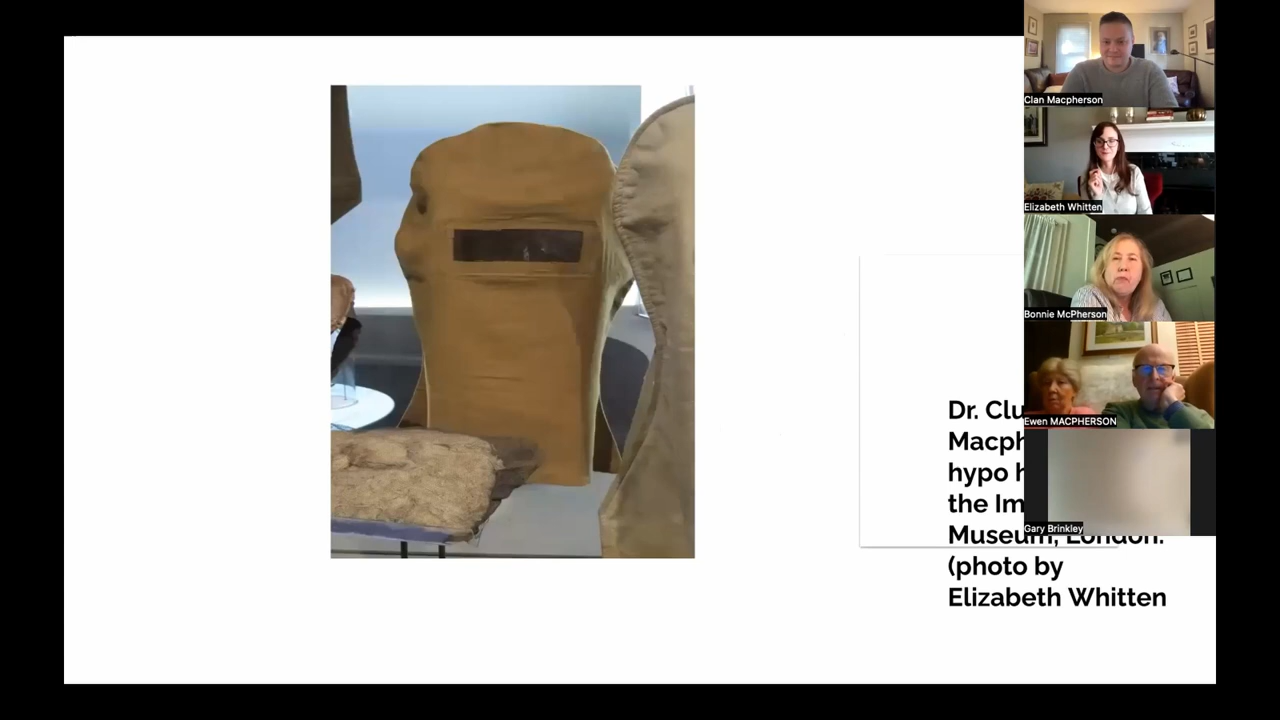 Clan Macpherson
Elizabeth Whitten
Bonnie McPherson
Ewen MACPHERSON
Gary Brinkley
Dr. Clu
Macph
hypo h
the Im
Museum, London.
(photo by
Elizabeth Whitten